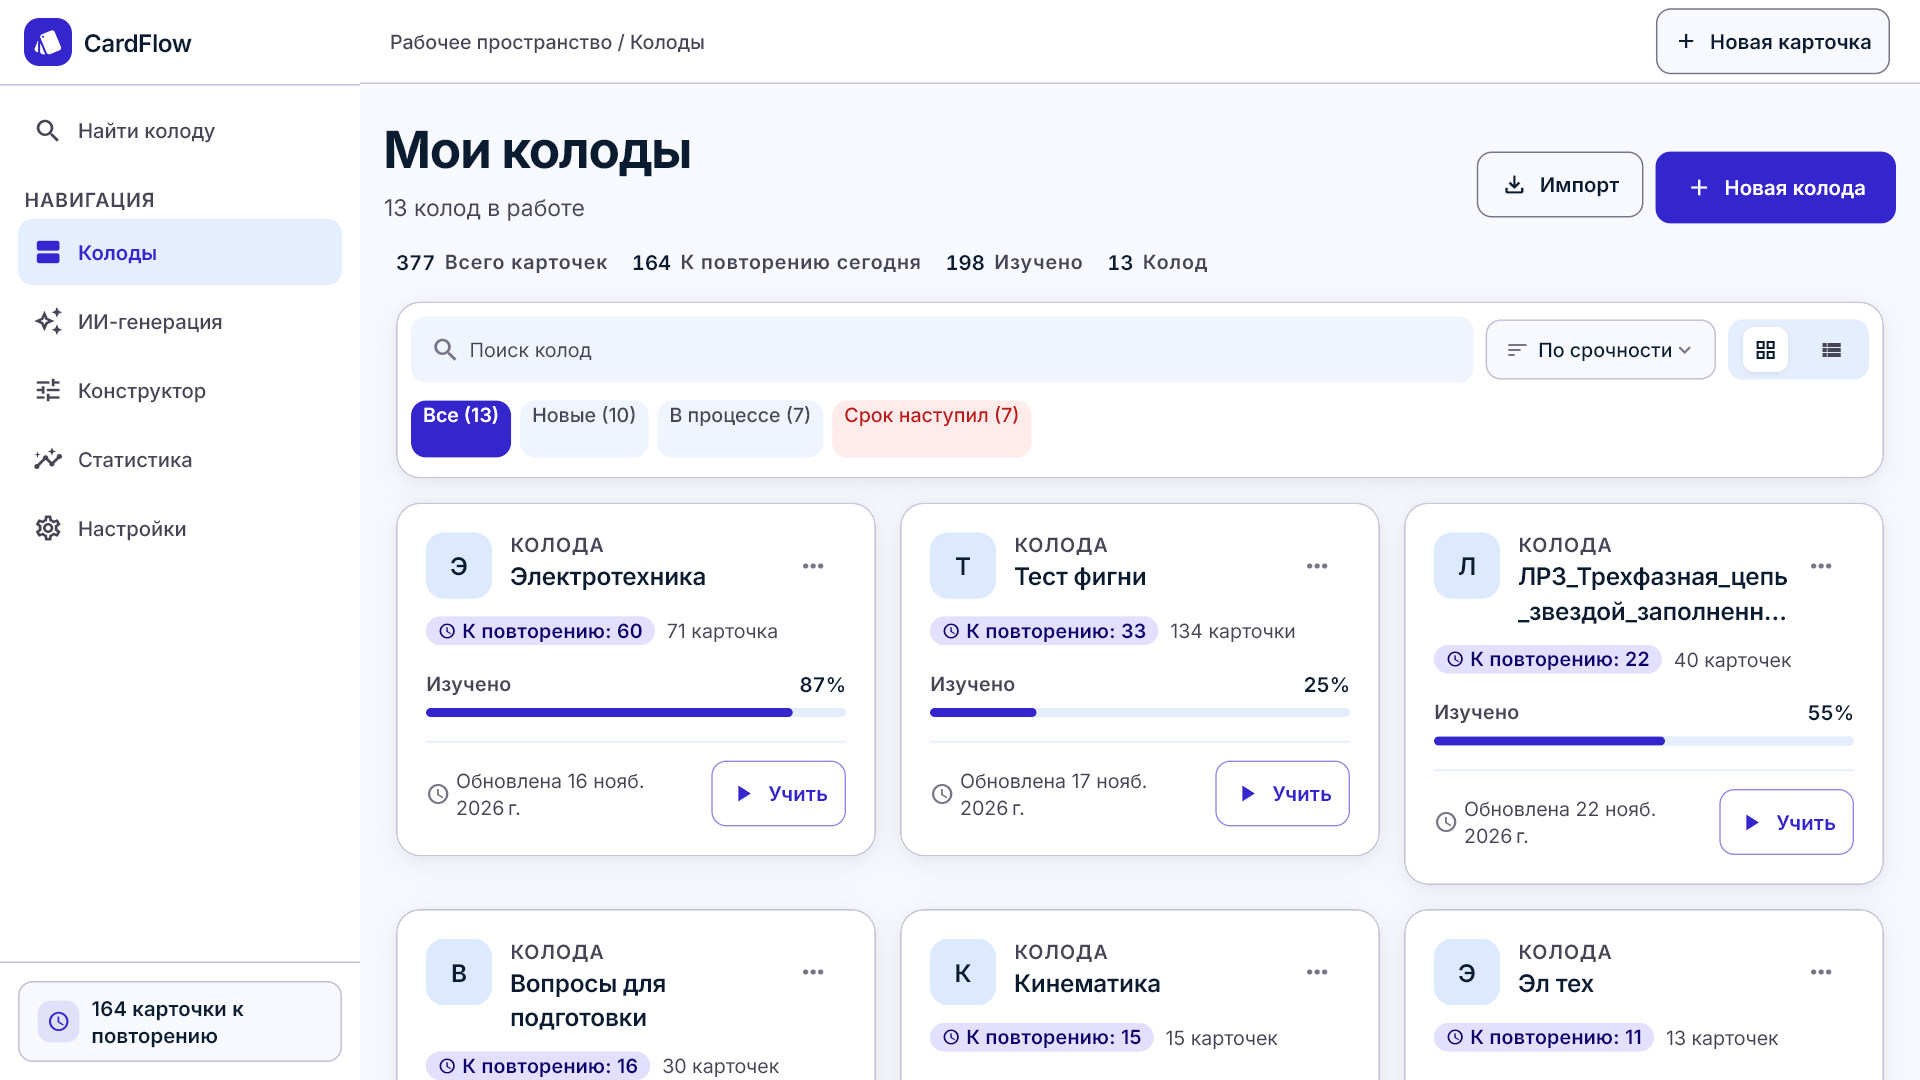 CardFlow
Рабочее пространство / Колоды
Новая карточка
Найти колоду
НАВИГАЦИЯ
Колоды
ИИ-генерация
Конструктор
Статистика
Настройки
164 карточки к
повторению
Мои колоды
13 колод в работе
Импорт
Новая колода
377 Всего карточек 164 К повторению сегодня 198 Изучено 13 Колод
Поиск колод
По срочности
Все (13)
Новые (10)
В процессе (7)
Срок наступил (7)
Э
КОЛОДА
Электротехника
К повторению: 60
71 карточка
Изучено
87%
Обновлена 16 нояб.
2026 г.
Учить
Т
КОЛОДА
Тест фигни
К повторению: 33
134 карточки
Изучено
25%
Обновлена 17 нояб.
2026 г.
Учить
Л
КОЛОДА
ЛР3_Трехфазная_цепь
_звездой_заполненн...
К повторению: 22
40 карточек
Изучено
55%
Обновлена 22 нояб.
2026 г.
Учить
В
КОЛОДА
Вопросы для
подготовки
К повторению: 16
30 карточек
К
КОЛОДА
Кинематика
К повторению: 15
15 карточек
Э
КОЛОДА
Эл тех
К повторению: 11
13 карточек